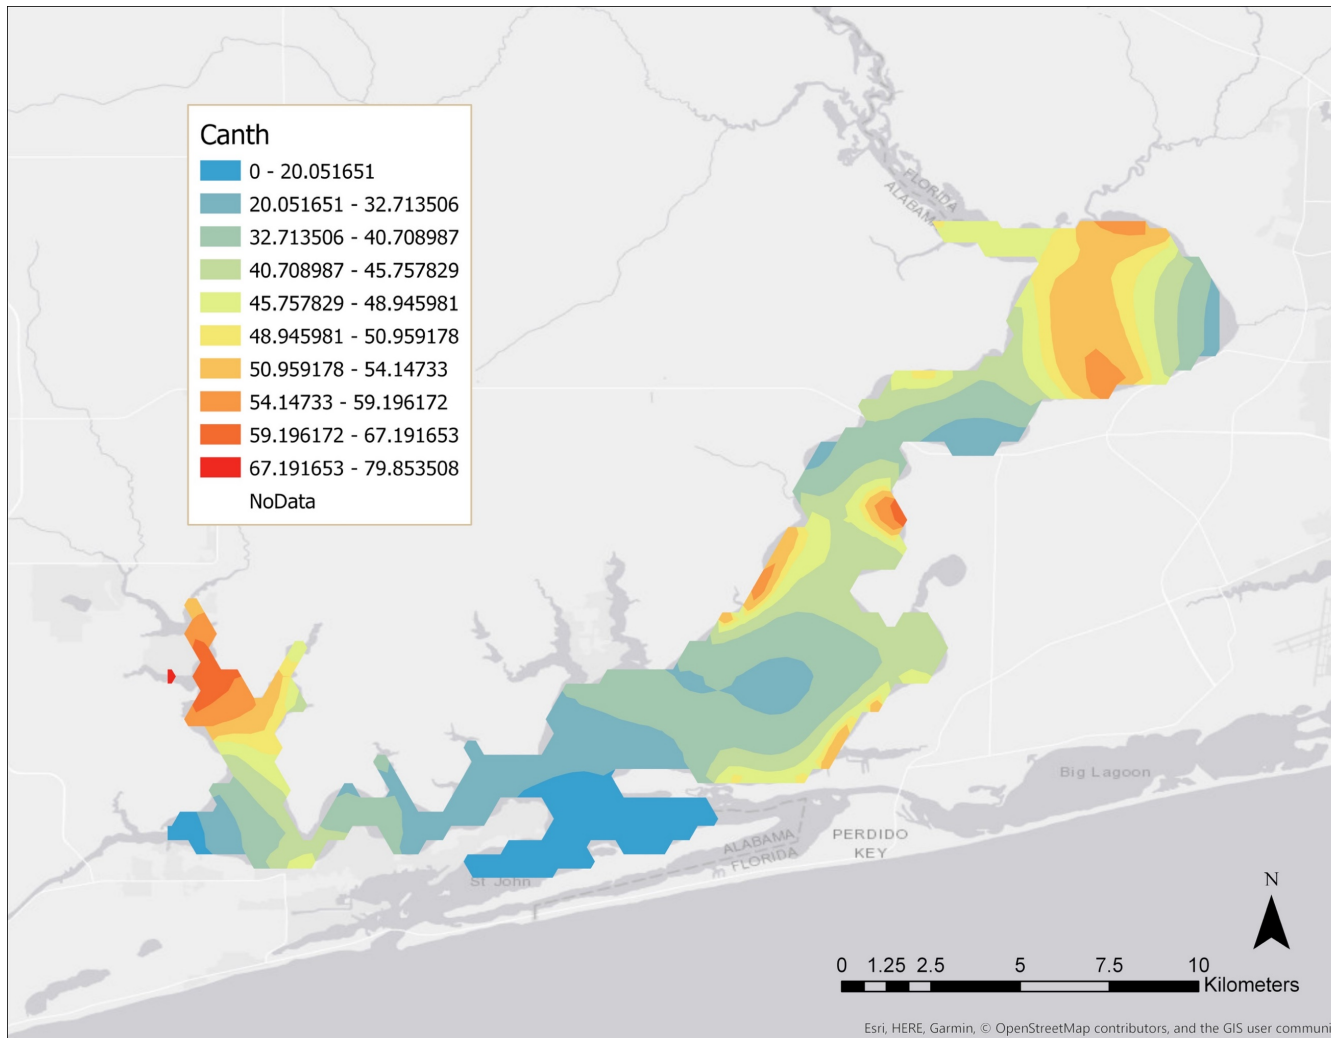 Canth
0 - 20.051651
20.051651 - 32.713506
32.713506 - 40.708987
40.708987 - 45.757829
45.757829 - 48.945981
48.945981 - 50.959178
50.959178 - 54.14733
54.14733 - 59.196172
59.196172 - 67.191653
67.191653 - 79.853508
NoData
FLORIDA
ALABAMA
Big Lagoon
ALABAMA
FLORIDA
PERDIDO
KEY
St John
N
0 1.25 2.5 5 7.5 10
Kilometers
Esri, HERE, Garmin, © OpenStreetMap contributors, and the GIS user communi